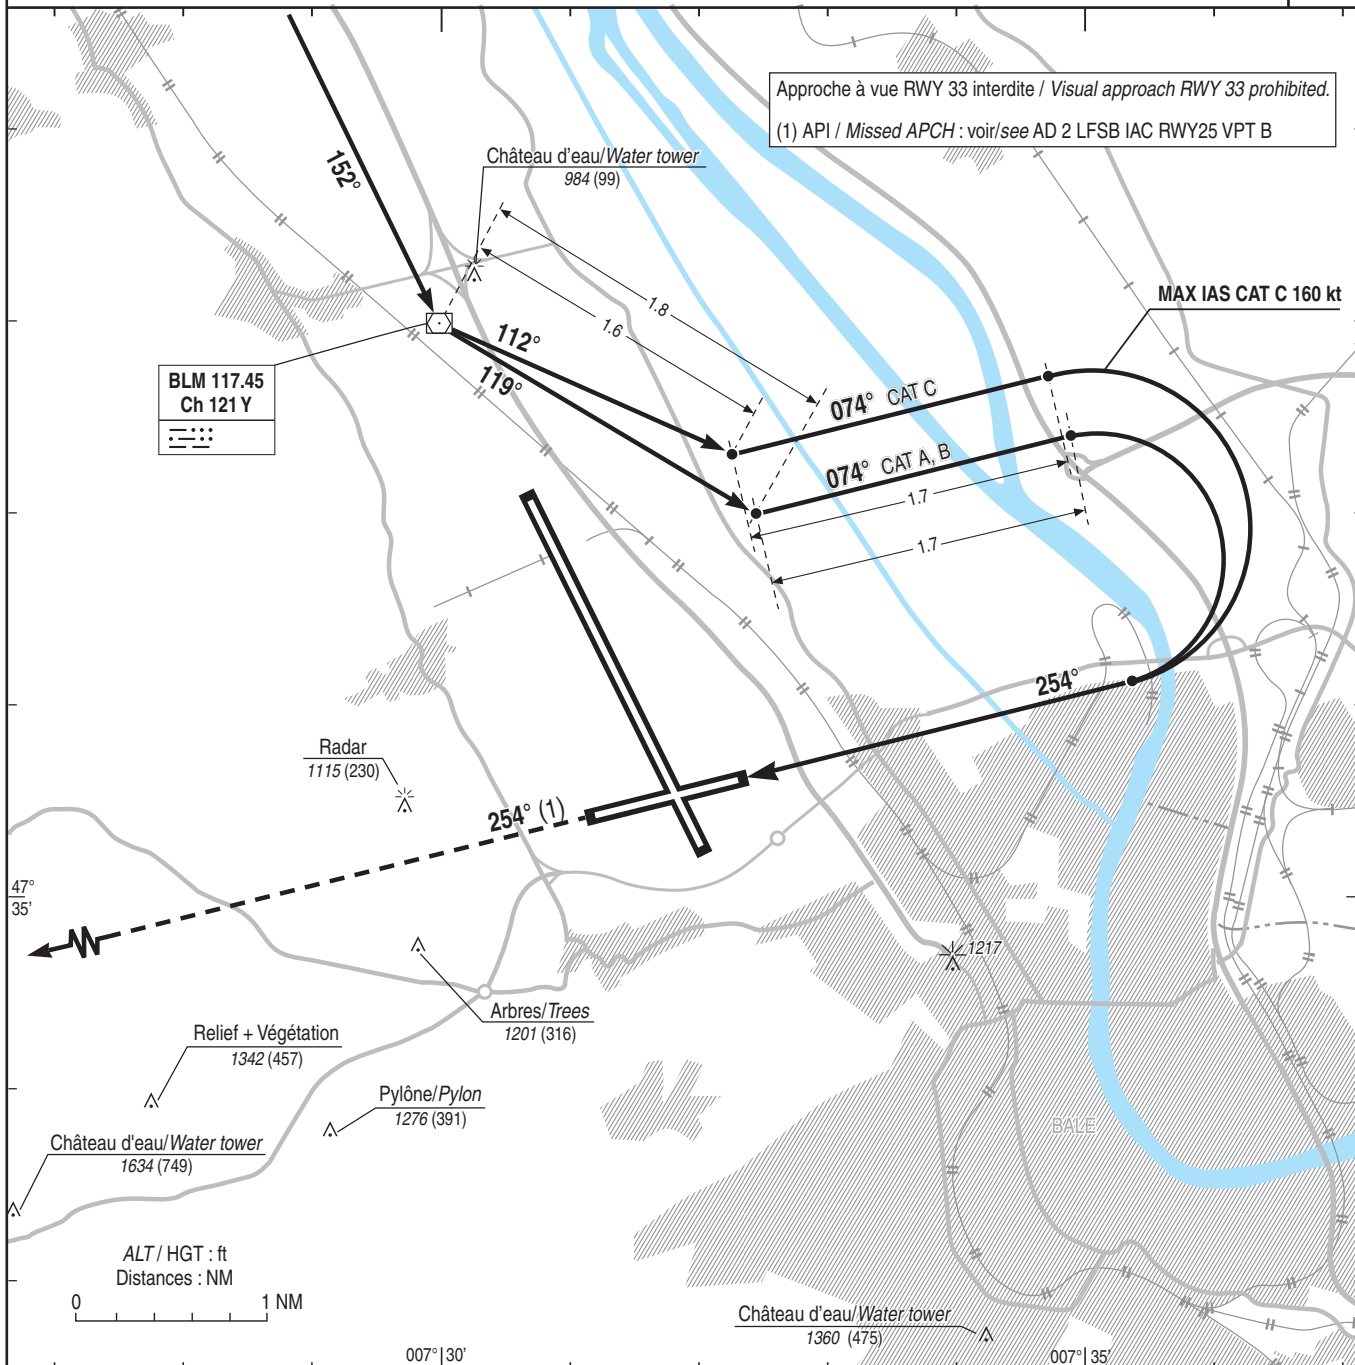 Approche à vue RWY 33 interdite / Visual approach RWY 33 prohibited.
(1) API / Missed APCH : voir/see AD 2 LFSB IAC RWY25 VPT B
152°
Château d'eau/Water tower
984 (99)
MAX IAS CAT C 160 kt
1.8
1.6
112°
119°
BLM 117.45
Ch 121 Y
074° CAT C
074° CAT A, B
1.7
1.7
254°
Radar
1115 (230)
254° (1)
47°
35'
1217
Arbres/Trees
1201 (316)
Relief + Végétation
1342 (457)
Pylône/Pylon
1276 (391)
BALE
Château d'eau/Water tower
1634 (749)
ALT / HGT : ft
Distances : NM
0 1 NM
Château d'eau/Water tower
1360 (475)
007° 30'
007° 35'